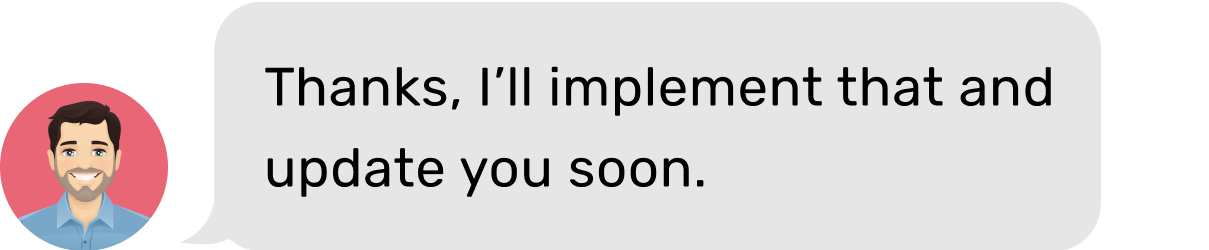 Thanks, I’ll implement that and
update you soon.